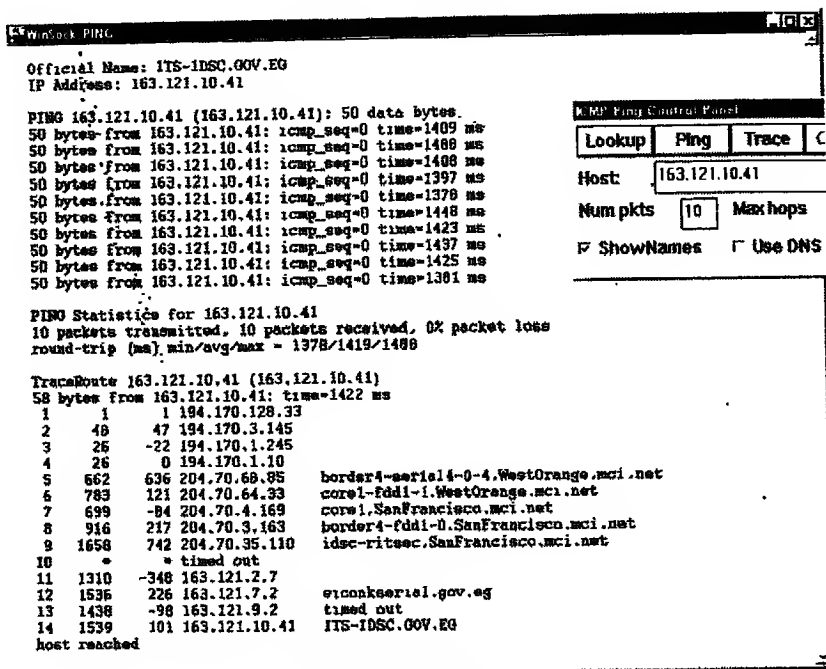 WinSock PING
Official Name: ITS-IDSC.GOV.EG
IP Address: 163.121.10.41
PING 163.121.10.41 (163.121.10.41): 50 data bytes
50 bytes from 163.121.10.41: icmp_seq=0 time=1409 ms
50 bytes from 163.121.10.41: icmp_seq=0 time=1488 ms
50 bytes from 163.121.10.41: icmp_seq=0 time=1408 ms
50 bytes from 163.121.10.41: icmp_seq=0 time=1397 ms
50 bytes from 163.121.10.41: icmp_seq=0 time=1378 ms
50 bytes from 163.121.10.41: icmp_seq=0 time=1448 ms
50 bytes from 163.121.10.41: icmp_seq=0 time=1423 ms
50 bytes from 163.121.10.41: icmp_seq=0 time=1437 ms
50 bytes from 163.121.10.41: icmp_seq=0 time=1425 ms
50 bytes from 163.121.10.41: icmp_seq=0 time=1381 ms
PING Statistics for 163.121.10.41
10 packets transmitted, 10 packets received, 0% packet loss
round-trip (ms) min/avg/max = 1378/1419/1488
TraceRoute 163.121.10.41 (163.121.10.41)
58 bytes from 163.121.10.41: time=1422 ms
1 1 1 194.170.128.33
2 48 47 194.170.3.145
3 26 -22 194.170.1.245
4 26 0 194.170.1.10
5 662 636 204.70.68.85 border4-serial4-0-4.WestOrange.mci.net
6 783 121 204.70.64.33 core1-fddi-1.WestOrange.mci.net
7 699 -84 204.70.4.169 core1.SanFrancisco.mci.net
8 916 217 204.70.3.163 border4-fddi-0.SanFrancisco.mci.net
9 1658 742 204.70.35.110 idsc-ritsec.SanFrancisco.mci.net
10 * * timed out
11 1310 -348 163.121.2.7
12 1536 226 163.121.7.2 eiconkserial.gov.eg
13 1438 -98 163.121.9.2 timed out
14 1539 101 163.121.10.41 ITS-IDSC.GOV.EG
host reached
ICMP Ping Control Panel
Lookup Ping Trace C
Host: 163.121.10.41
Num pkts 10 Max hops
ShowNames Use DNS